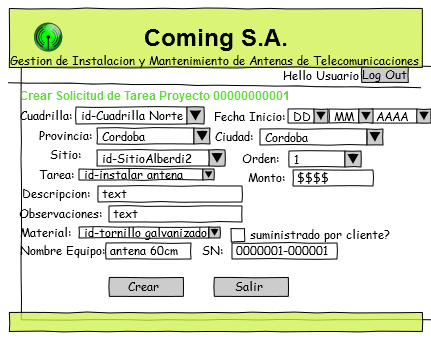 Coming S.A.
Gestion de Instalacion y Mantenimiento de Antenas de Telecomunicaciones
Hello Usuario Log Out
Crear Solicitud de Tarea Proyecto 00000000001
Cuadrilla: id-Cuadrilla Norte Fecha Inicio: DD MM AAAA
Provincia: Cordoba Ciudad: Cordoba
Sitio: id-SitioAlberdi2 Orden: 1
Tarea: id-instalar antena Monto: $$$$
Descripcion: text
Observaciones: text
Material: id-tornillo galvanizado suministrado por cliente?
Nombre Equipo: antena 60cm SN: 0000001-000001
Crear Salir